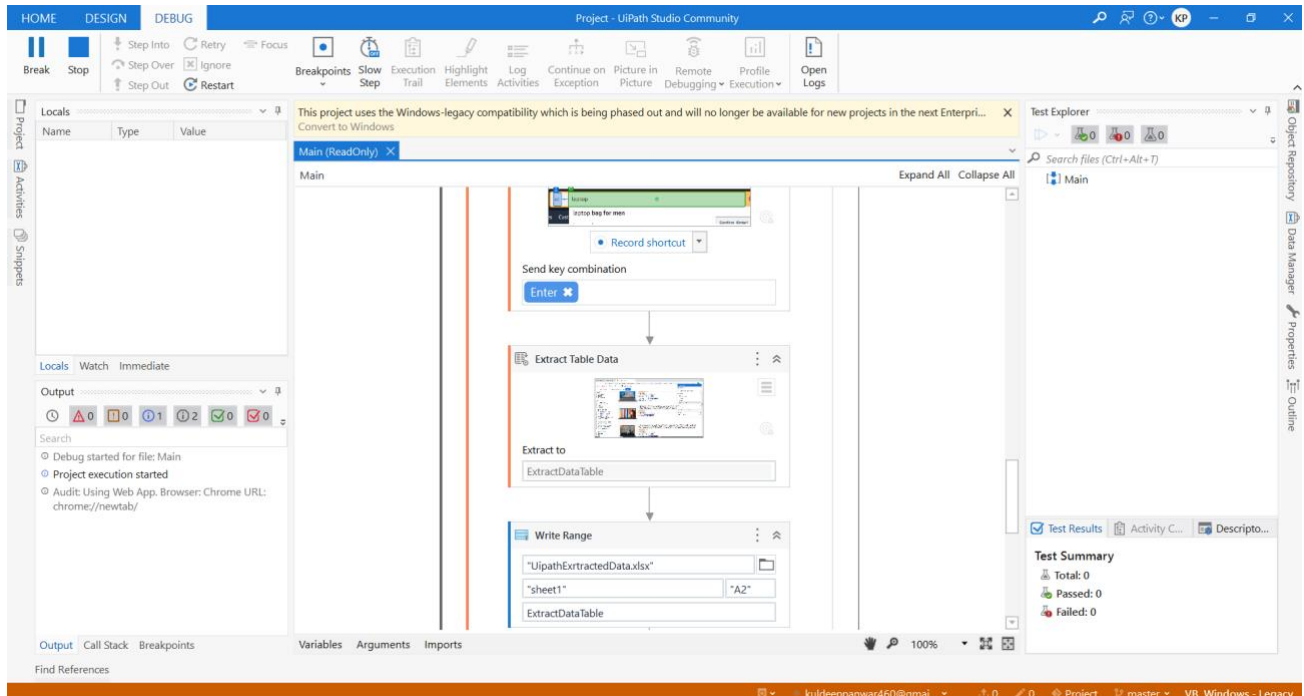 HOME DESIGN DEBUG Project - UiPath Studio Community KP
Break Stop
Step Into Retry Focus
Step Over Ignore
Step Out Restart
Breakpoints Slow Step Execution Trail Highlight Elements Log Activities Continue on Exception Picture in Picture Remote Debugging Profile Execution Open Logs
Project
Activities
Snippets
Locals
Name Type Value
Locals Watch Immediate
Output
0 0 1 2 0 0
Search
Debug started for file: Main
Project execution started
Audit: Using Web App. Browser: Chrome URL:
chrome://newtab/
Output Call Stack Breakpoints
Find References
This project uses the Windows-legacy compatibility which is being phased out and will no longer be available for new projects in the next Enterpri...
Convert to Windows
Main (ReadOnly)
Main Expand All Collapse All
laptop bag for men
Record shortcut
Send key combination
Enter
Extract Table Data
Extract to
ExtractDataTable
Write Range
"UipathExrtractedData.xlsx"
"sheet1" "A2"
ExtractDataTable
Variables Arguments Imports 100%
Test Explorer
0 0 0
Search files (Ctrl+Alt+T)
Main
Test Results Activity C... Descripto...
Test Summary
Total: 0
Passed: 0
Failed: 0
Object Repository
Data Manager
Properties
Outline
kuldeeppanwar460@gmai 0 0 Project master VB Windows - Legacy